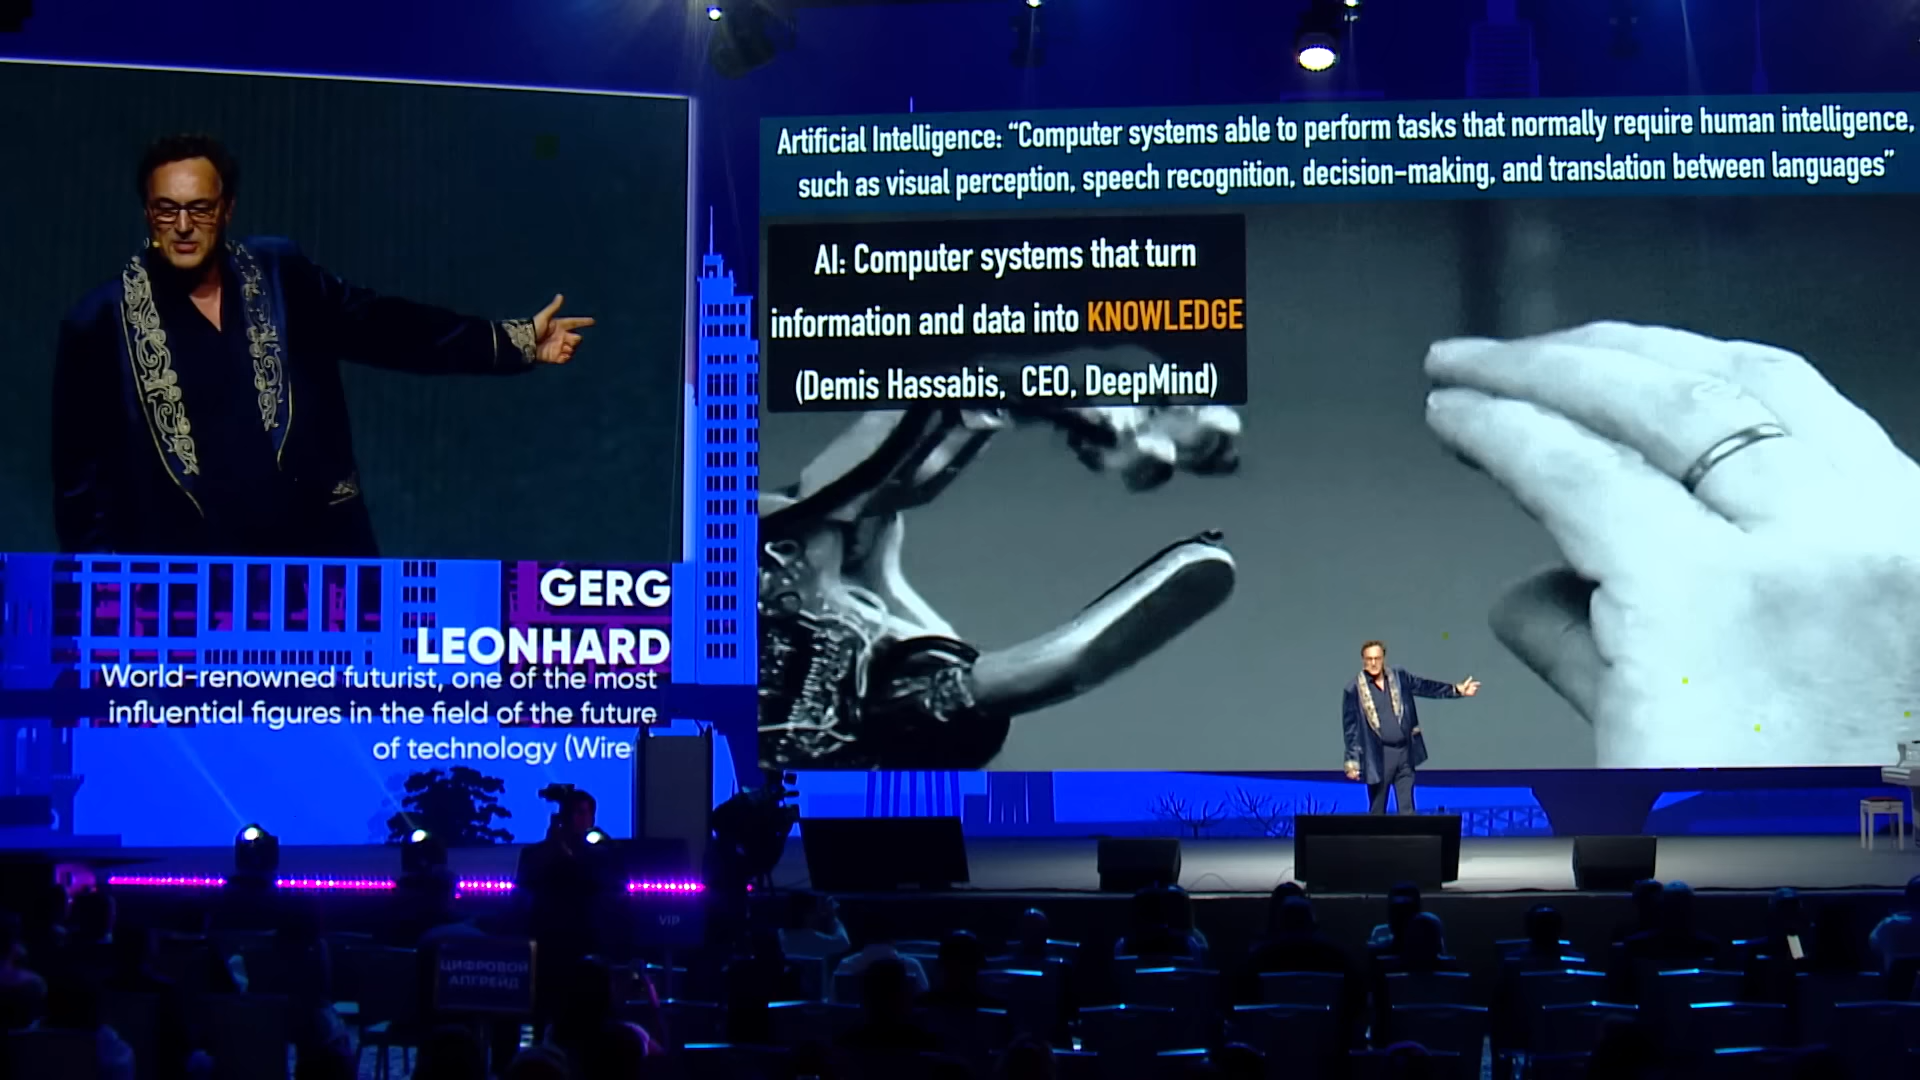 Artificial Intelligence: “Computer systems able to perform tasks that normally require human intelligence,
such as visual perception, speech recognition, decision-making, and translation between languages”
AI: Computer systems that turn
information and data into KNOWLEDGE
(Demis Hassabis, CEO, DeepMind)
GERG
LEONHARD
World-renowned futurist, one of the most
influential figures in the field of the future
of technology (Wire
VIP
ЦИФРОВОЙ
АПГРЕЙД